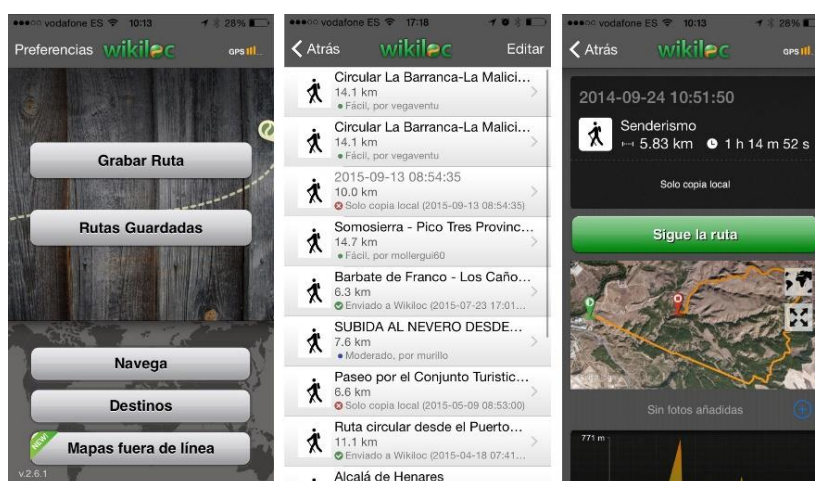 vodafone ES 10:13 28%
Preferencias wikiloc GPS
Grabar Ruta
Rutas Guardadas
Navega
Destinos
NEW! Mapas fuera de línea
v.2.6.1
vodafone ES 17:18
Atrás wikiloc Editar
Circular La Barranca-La Malici...
14.1 km
Fácil, por vegaventu
Circular La Barranca-La Malici...
14.1 km
Fácil, por vegaventu
2015-09-13 08:54:35
10.0 km
Solo copia local (2015-09-13 08:54:35)
Somosierra - Pico Tres Provinc...
14.7 km
Fácil, por mollergui60
Barbate de Franco - Los Caño...
6.3 km
Enviado a Wikiloc (2015-07-23 17:01...
SUBIDA AL NEVERO DESDE...
7.6 km
Moderado, por murillo
Paseo por el Conjunto Turistic...
6.6 km
Solo copia local (2015-05-09 08:53:00)
Ruta circular desde el Puerto...
11.1 km
Enviado a Wikiloc (2015-04-18 07:41...
Alcalá de Henares
vodafone ES 10:13 28%
Atrás wikiloc GPS
2014-09-24 10:51:50
Senderismo
5.83 km 1 h 14 m 52 s
Solo copia local
Sigue la ruta
Sin fotos añadidas
771 m